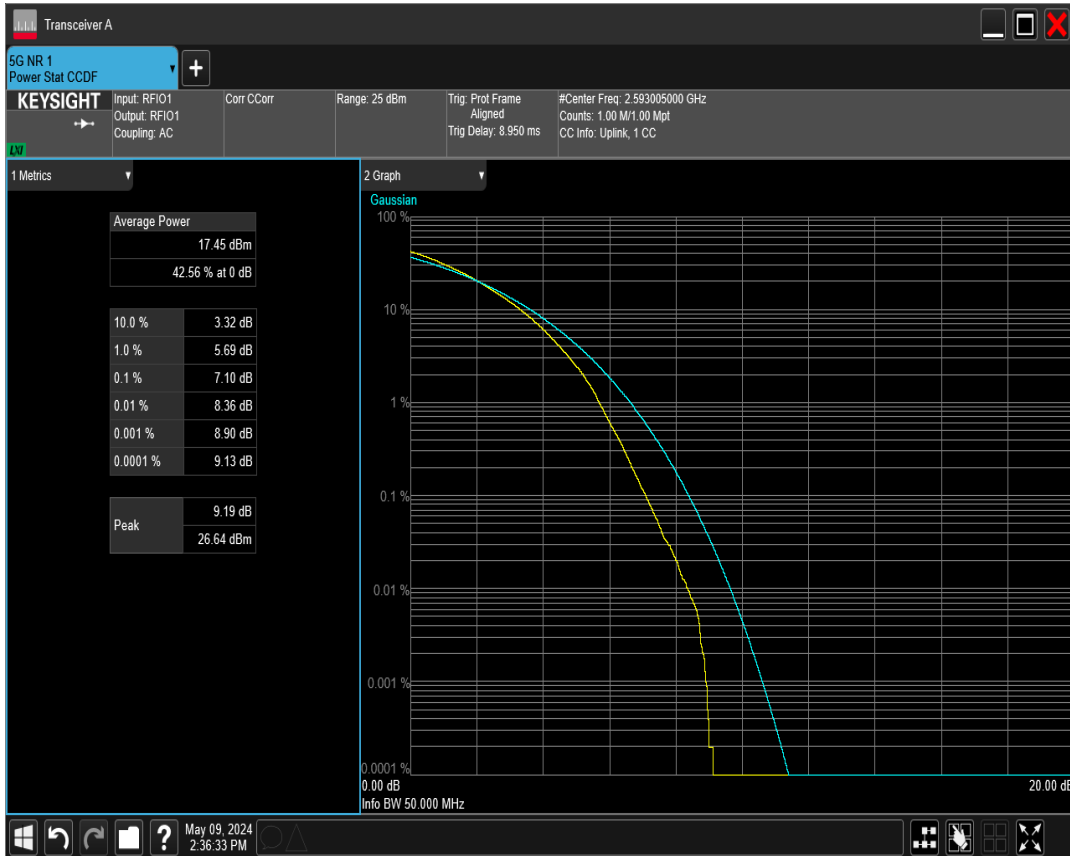 Transceiver A
5G NR 1
Power Stat CCDF
KEYSIGHT
LXI
Input: RFIO1
Output: RFIO1
Coupling: AC
Corr CCorr
Range: 25 dBm
Trig: Prot Frame
Aligned
Trig Delay: 8.950 ms
#Center Freq: 2.593005000 GHz
Counts: 1.00 M/1.00 Mpt
CC Info: Uplink, 1 CC
1 Metrics
Average Power
17.45 dBm
42.56 % at 0 dB
10.0 % 3.32 dB
1.0 % 5.69 dB
0.1 % 7.10 dB
0.01 % 8.36 dB
0.001 % 8.90 dB
0.0001 % 9.13 dB
Peak 9.19 dB
26.64 dBm
2 Graph
Gaussian
100 %
10 %
1 %
0.1 %
0.01 %
0.001 %
0.0001 %
0.00 dB 20.00 dB
Info BW 50.000 MHz
? May 09, 2024
2:36:33 PM